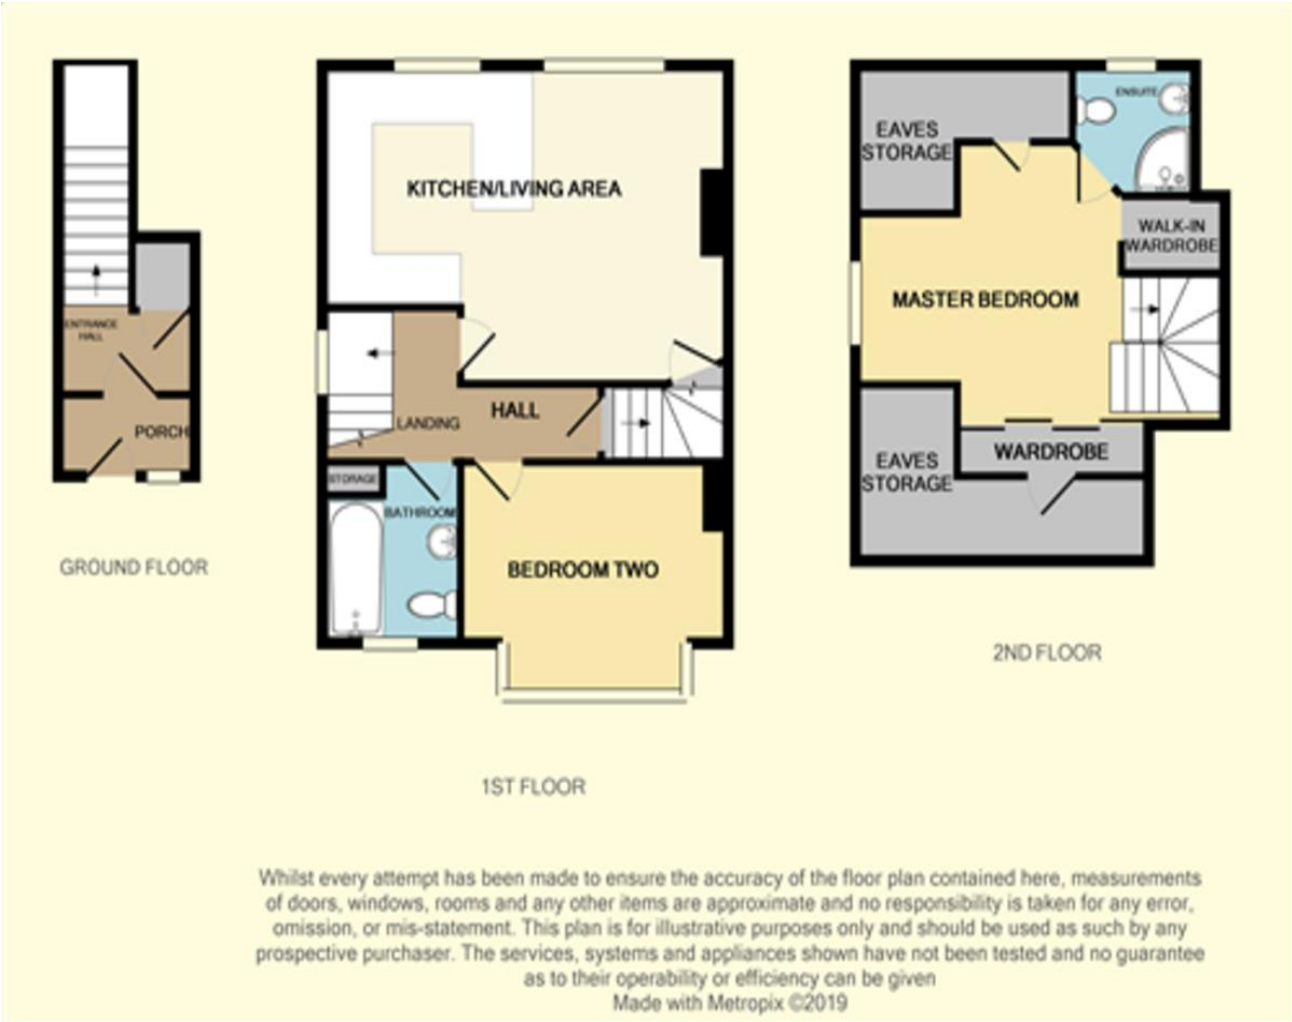 ENTRANCE
HALL
PORCH
GROUND FLOOR
KITCHEN/LIVING AREA
LANDING
HALL
STORAGE
BATHROOM
BEDROOM TWO
1ST FLOOR
EAVES
STORAGE
ENSUITE
WALK-IN
WARDROBE
MASTER BEDROOM
WARDROBE
EAVES
STORAGE
2ND FLOOR
Whilst every attempt has been made to ensure the accuracy of the floor plan contained here, measurements
of doors, windows, rooms and any other items are approximate and no responsibility is taken for any error,
omission, or mis-statement. This plan is for illustrative purposes only and should be used as such by any
prospective purchaser. The services, systems and appliances shown have not been tested and no guarantee
as to their operability or efficiency can be given
Made with Metropix ©2019